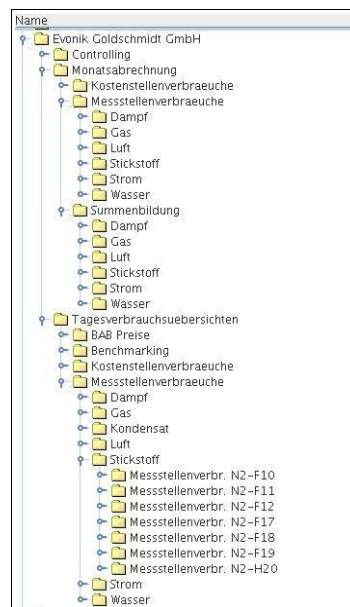 Name
Evonik Goldschmidt GmbH
Controlling
Monatsabrechnung
Kostenstellenverbraeuche
Messstellenverbraeuche
Dampf
Gas
Luft
Stickstoff
Strom
Wasser
Summenbildung
Dampf
Gas
Luft
Stickstoff
Strom
Wasser
Tagesverbrauchsuebersichten
BAB Preise
Benchmarking
Kostenstellenverbraeuche
Messstellenverbraeuche
Dampf
Gas
Kondensat
Luft
Stickstoff
Messstellenverbr. N2-F10
Messstellenverbr. N2-F11
Messstellenverbr. N2-F12
Messstellenverbr. N2-F17
Messstellenverbr. N2-F18
Messstellenverbr. N2-F19
Messstellenverbr. N2-H20
Strom
Wasser